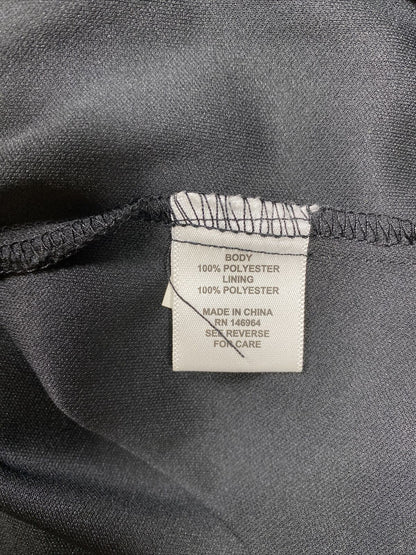 BODY
100% POLYESTER
LINING
100% POLYESTER
MADE IN CHINA
RN 146964
SEE REVERSE
FOR CARE